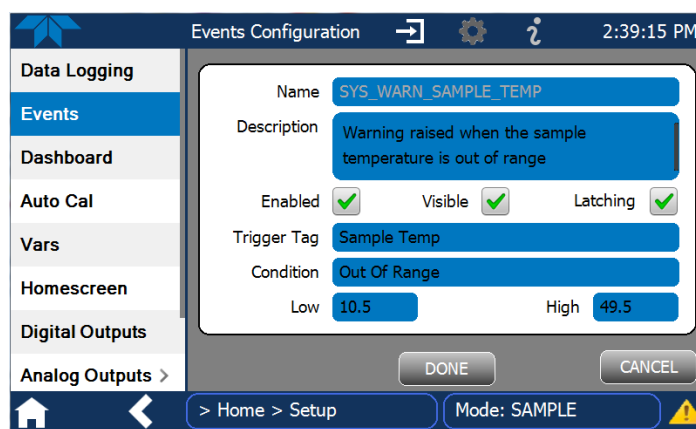 Events Configuration
2:39:15 PM
Data Logging
Events
Dashboard
Auto Cal
Vars
Homescreen
Digital Outputs
Analog Outputs >
Name
SYS_WARN_SAMPLE_TEMP
Description
Warning raised when the sample
temperature is out of range
Enabled
Visible
Latching
Trigger Tag
Sample Temp
Condition
Out Of Range
Low
10.5
High
49.5
DONE
CANCEL
> Home > Setup
Mode: SAMPLE